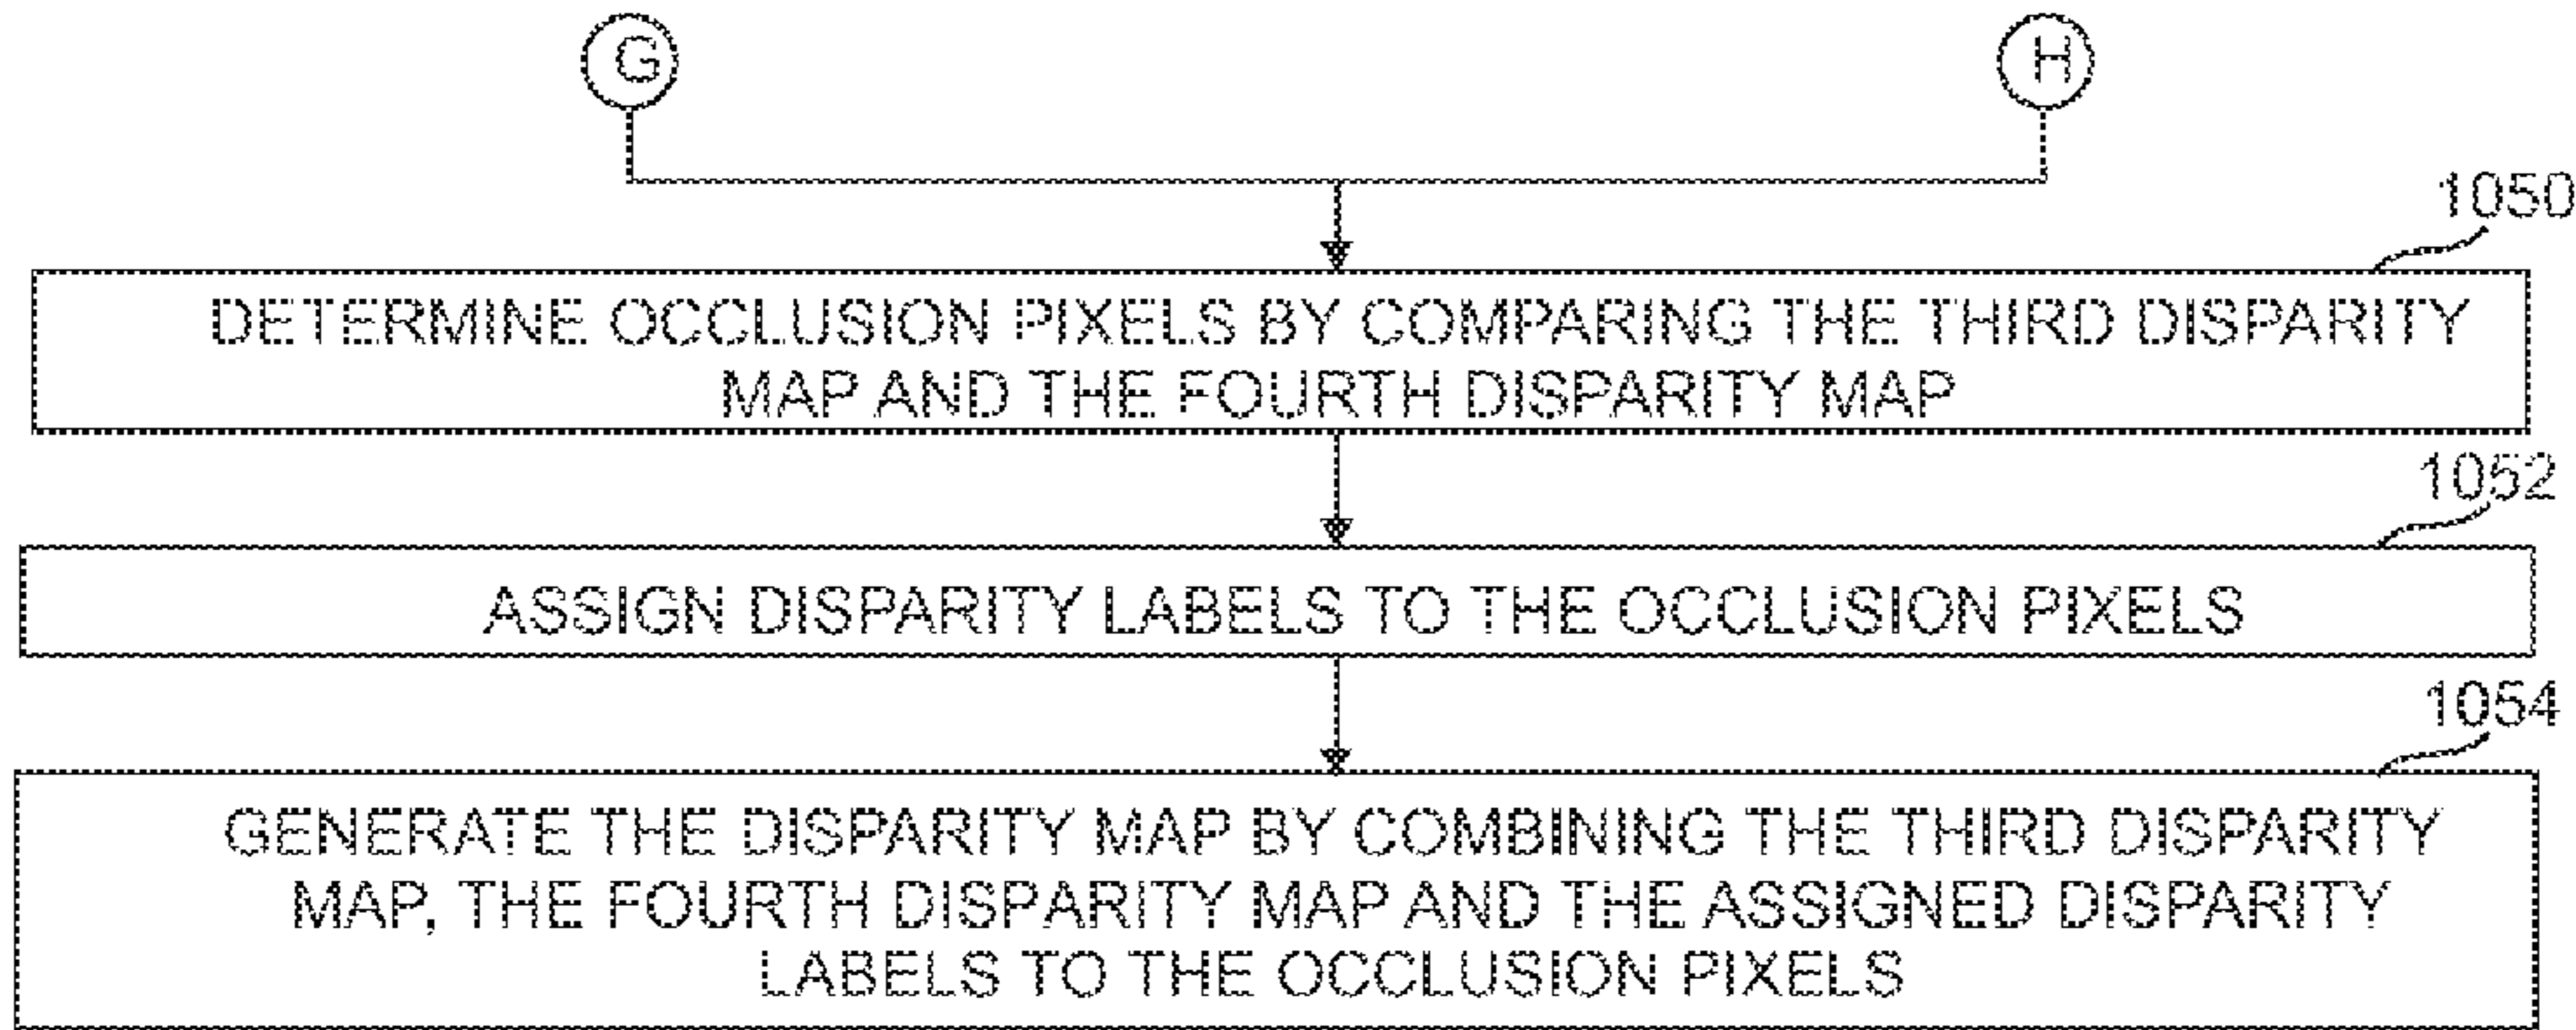 G
H
1050
DETERMINE OCCLUSION PIXELS BY COMPARING THE THIRD DISPARITY
MAP AND THE FOURTH DISPARITY MAP
1052
ASSIGN DISPARITY LABELS TO THE OCCLUSION PIXELS
1054
GENERATE THE DISPARITY MAP BY COMBINING THE THIRD DISPARITY
MAP, THE FOURTH DISPARITY MAP AND THE ASSIGNED DISPARITY
LABELS TO THE OCCLUSION PIXELS